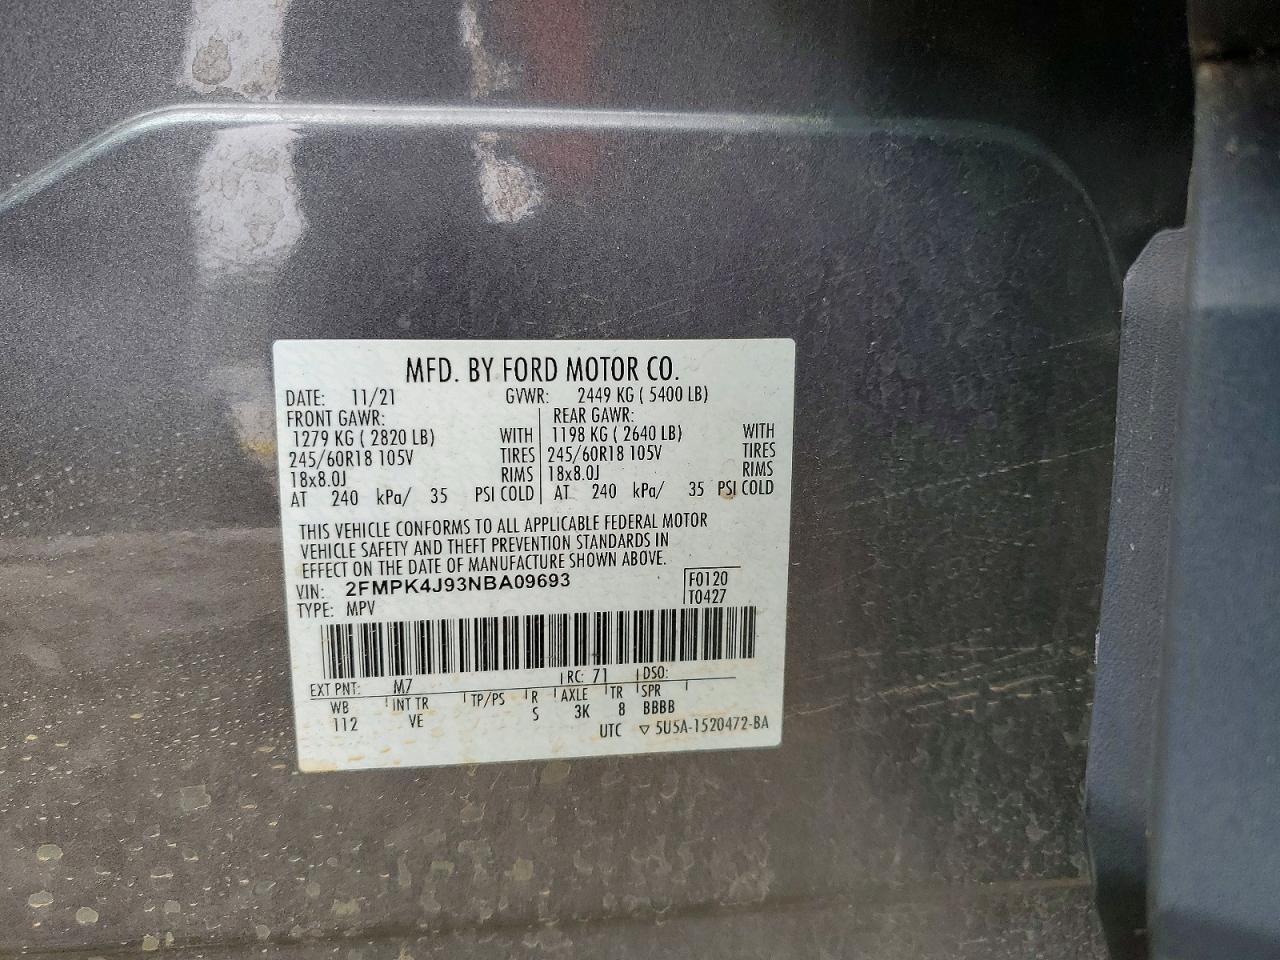 MFD. BY FORD MOTOR CO.
DATE: 11/21 GVWR: 2449 KG ( 5400 LB)
FRONT GAWR: REAR GAWR:
1279 KG ( 2820 LB) WITH 1198 KG ( 2640 LB) WITH
245/60R18 105V TIRES 245/60R18 105V TIRES
18x8.0J RIMS 18x8.0J RIMS
AT 240 kPa/ 35 PSI COLD AT 240 kPa/ 35 PSI COLD
THIS VEHICLE CONFORMS TO ALL APPLICABLE FEDERAL MOTOR
VEHICLE SAFETY AND THEFT PREVENTION STANDARDS IN
EFFECT ON THE DATE OF MANUFACTURE SHOWN ABOVE.
VIN: 2FMPK4J93NBA09693 F0120
TYPE: MPV T0427
EXT PNT: M7 RC: 71 DSO:
WB INT TR TP/PS R AXLE TR SPR
112 VE S 3K 8 BBBB
UTC ▽ 5U5A-1520472-BA